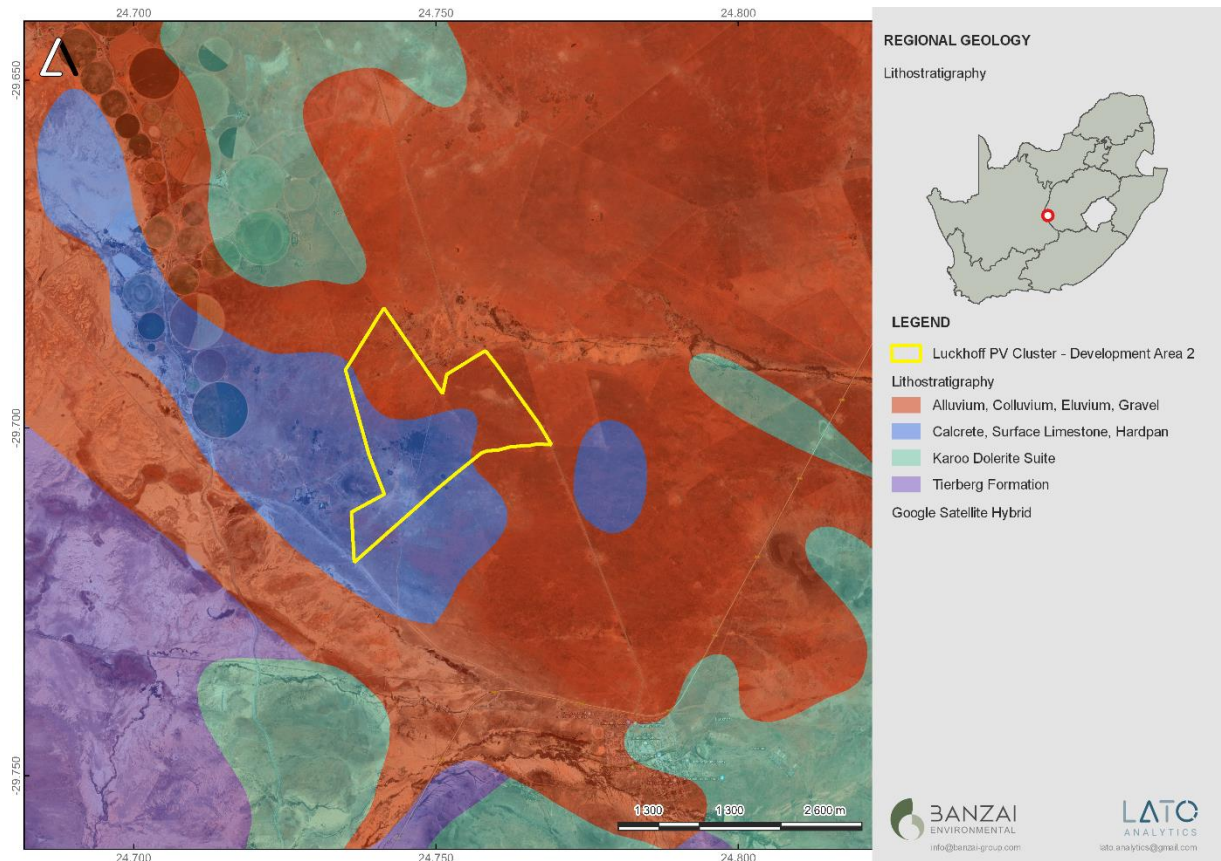 24.700
24.750
24.800
-29.650
-29.700
-29.750
1 300
1 300
2 600 m
24.700
24.750
24.800
REGIONAL GEOLOGY
Lithostratigraphy
LEGEND
Luckhoff PV Cluster - Development Area 2
Lithostratigraphy
Alluvium, Colluvium, Eluvium, Gravel
Calcrete, Surface Limestone, Hardpan
Karoo Dolerite Suite
Tierberg Formation
Google Satellite Hybrid
BANZAI
ENVIRONMENTAL
info@banzai-group.com
LATO
ANALYTICS
lato.analytics@gmail.com